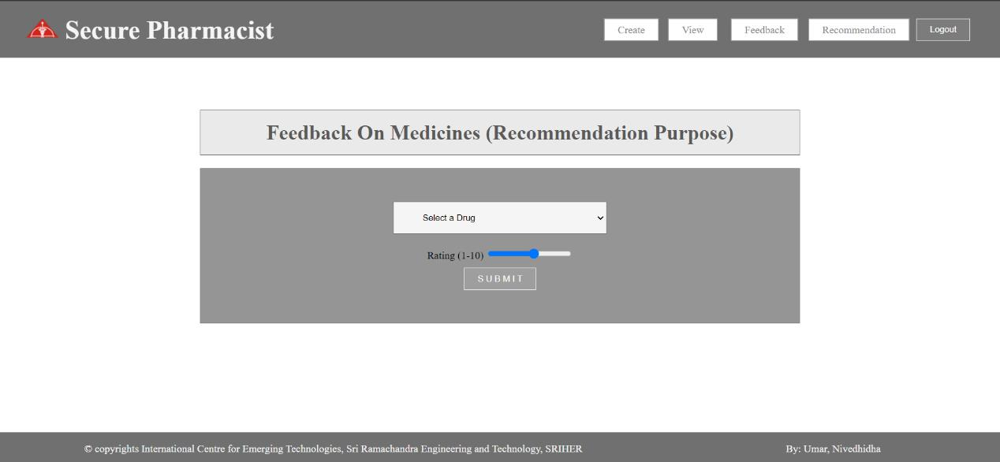 Secure Pharmacist
Create View Feedback Recommendation Logout
Feedback On Medicines (Recommendation Purpose)
Select a Drug
Rating (1-10)
SUBMIT
© copyrights International Centre for Emerging Technologies, Sri Ramachandra Engineering and Technology, SRIHER By: Umar, Nivedhidha